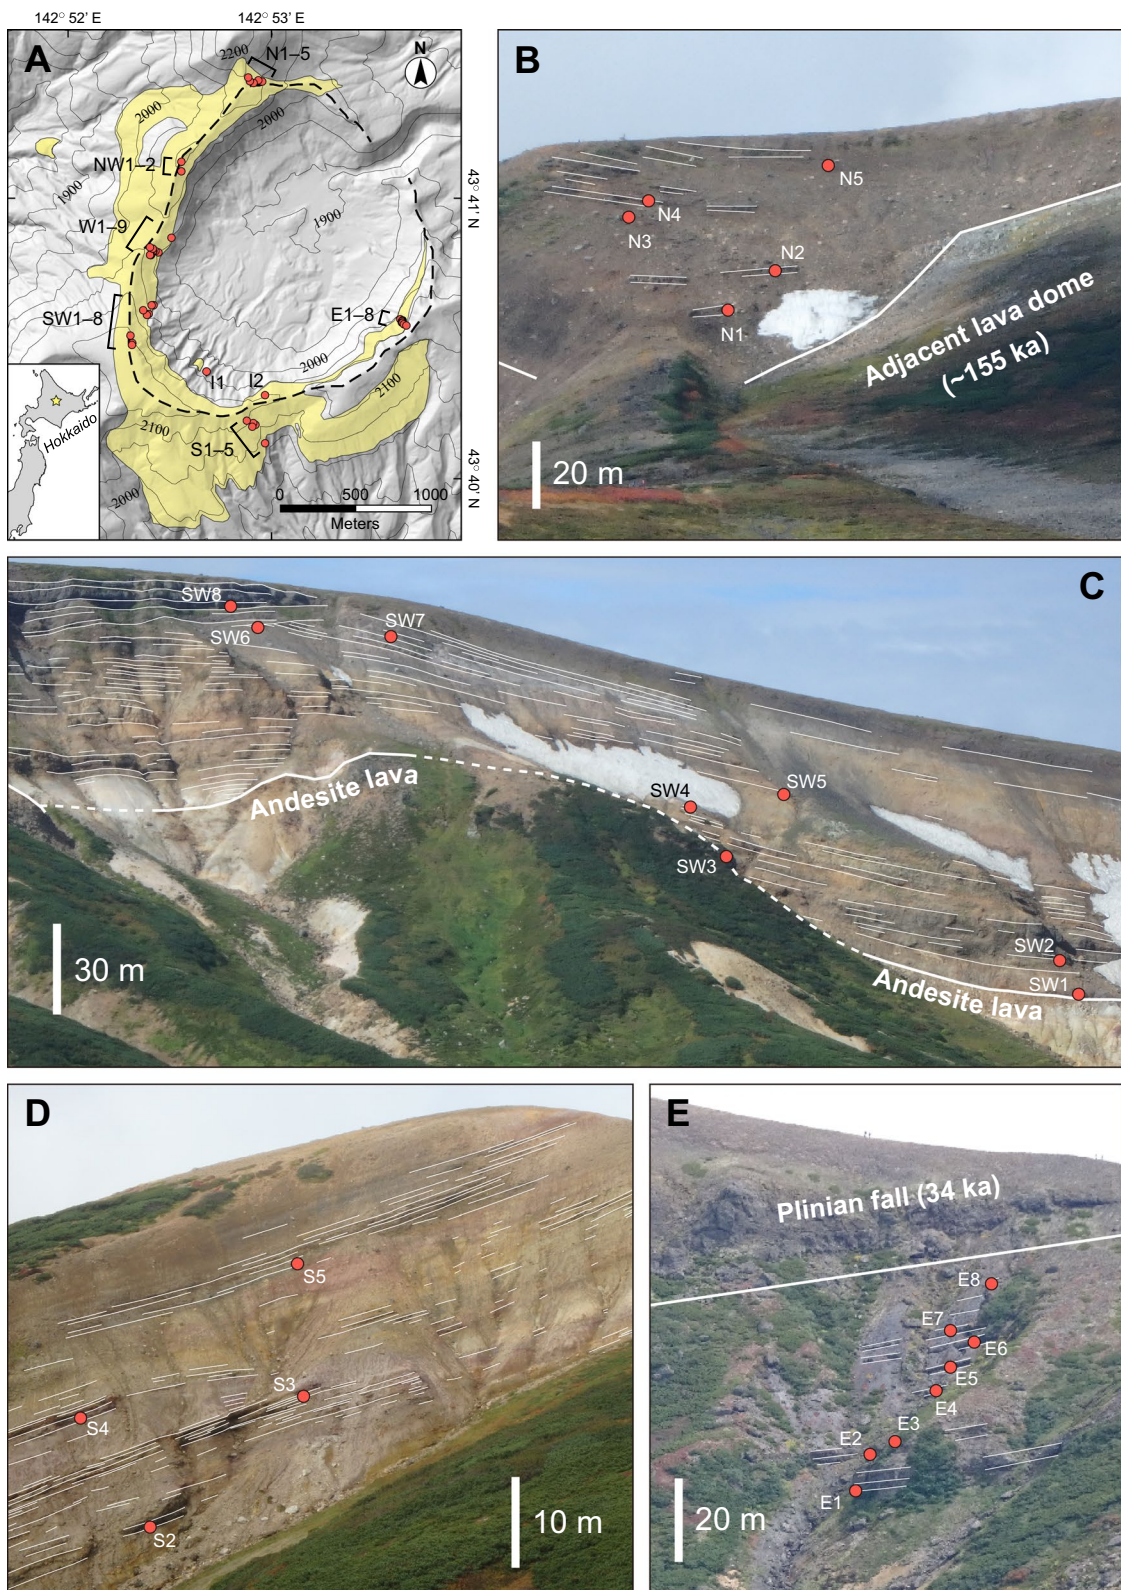 142° 52' E
142° 53' E
A
N1–5
N
2200
2000
2000
NW1–2
1900
43° 41' N
W1–9
1900
SW1–8
E1–8
2000
I1
I2
2100
2100
S1–5
2000
Hokkaido
43° 40' N
0
500
1000
Meters
B
N5
N4
N3
N2
N1
Adjacent lava dome
(~155 ka)
20 m
C
SW8
SW6
SW7
Andesite lava
SW4
SW5
SW3
SW2
SW1
Andesite lava
30 m
D
S5
S3
S4
S2
10 m
E
Plinian fall (34 ka)
E8
E7
E6
E5
E4
E3
E2
E1
20 m